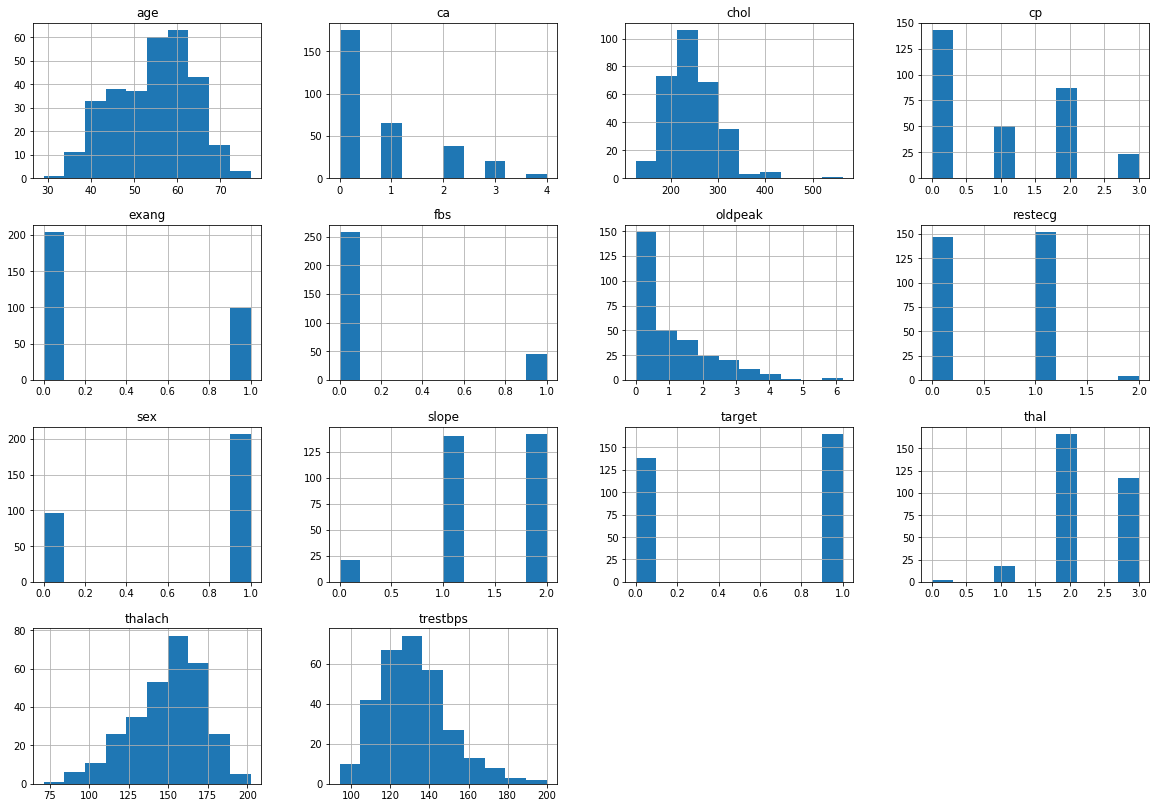 age
60
50
40
30
20
10
0
30 40 50 60 70
ca
150
100
50
0
0 1 2 3 4
chol
100
80
60
40
20
0
200 300 400 500
cp
150
125
100
75
50
25
0
0.0 0.5 1.0 1.5 2.0 2.5 3.0
exang
200
150
100
50
0
0.0 0.2 0.4 0.6 0.8 1.0
fbs
250
200
150
100
50
0
0.0 0.2 0.4 0.6 0.8 1.0
oldpeak
150
125
100
75
50
25
0
0 1 2 3 4 5 6
restecg
150
125
100
75
50
25
0
0.0 0.5 1.0 1.5 2.0
sex
200
150
100
50
0
0.0 0.2 0.4 0.6 0.8 1.0
slope
125
100
75
50
25
0
0.0 0.5 1.0 1.5 2.0
target
150
125
100
75
50
25
0
0.0 0.2 0.4 0.6 0.8 1.0
thal
150
125
100
75
50
25
0
0.0 0.5 1.0 1.5 2.0 2.5 3.0
thalach
80
60
40
20
0
75 100 125 150 175 200
trestbps
60
40
20
0
100 120 140 160 180 200